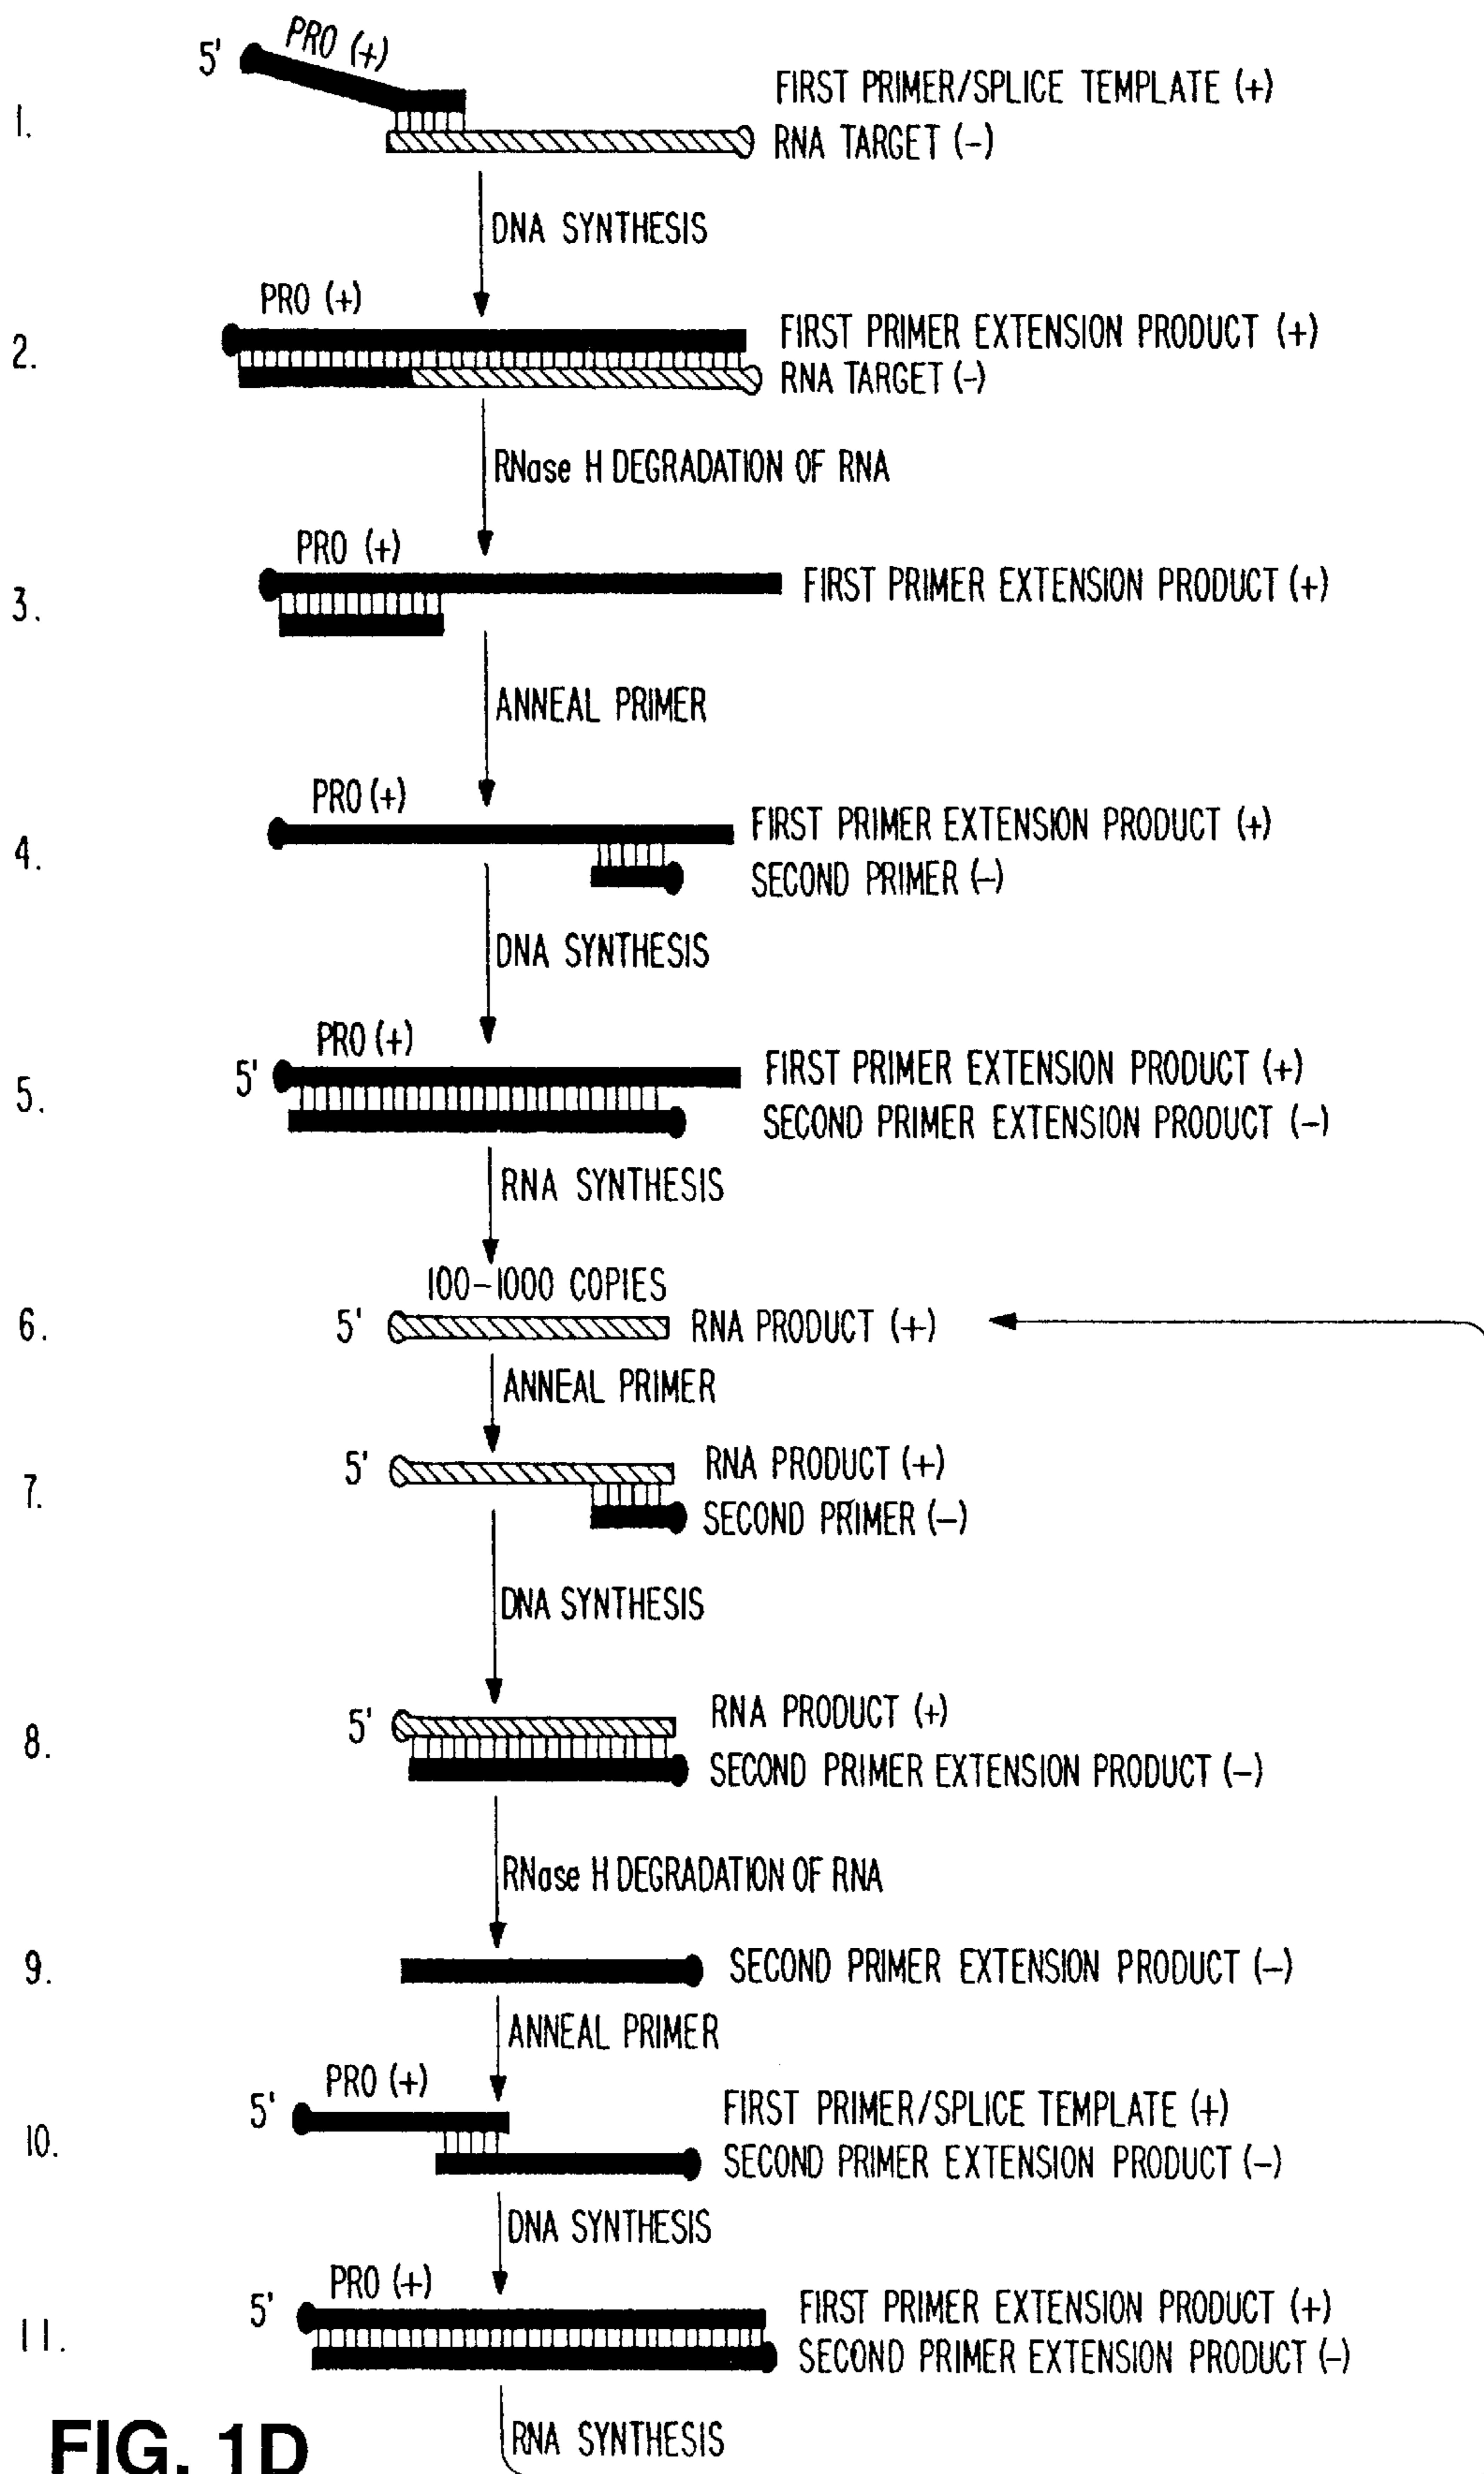 5' PRO (+)
FIRST PRIMER/SPLICE TEMPLATE (+)
1.
RNA TARGET (-)
DNA SYNTHESIS
PRO (+)
FIRST PRIMER EXTENSION PRODUCT (+)
2.
RNA TARGET (-)
RNase H DEGRADATION OF RNA
PRO (+)
3.
FIRST PRIMER EXTENSION PRODUCT (+)
ANNEAL PRIMER
PRO (+)
FIRST PRIMER EXTENSION PRODUCT (+)
4.
SECOND PRIMER (-)
DNA SYNTHESIS
PRO (+)
5' FIRST PRIMER EXTENSION PRODUCT (+)
5.
SECOND PRIMER EXTENSION PRODUCT (-)
RNA SYNTHESIS
100-1000 COPIES
6. 5' RNA PRODUCT (+)
ANNEAL PRIMER
5' RNA PRODUCT (+)
7.
SECOND PRIMER (-)
DNA SYNTHESIS
5' RNA PRODUCT (+)
8.
SECOND PRIMER EXTENSION PRODUCT (-)
RNase H DEGRADATION OF RNA
9. SECOND PRIMER EXTENSION PRODUCT (-)
ANNEAL PRIMER
PRO (+)
5' FIRST PRIMER/SPLICE TEMPLATE (+)
10.
SECOND PRIMER EXTENSION PRODUCT (-)
DNA SYNTHESIS
PRO (+)
5' FIRST PRIMER EXTENSION PRODUCT (+)
11.
SECOND PRIMER EXTENSION PRODUCT (-)
RNA SYNTHESIS
FIG. 1D